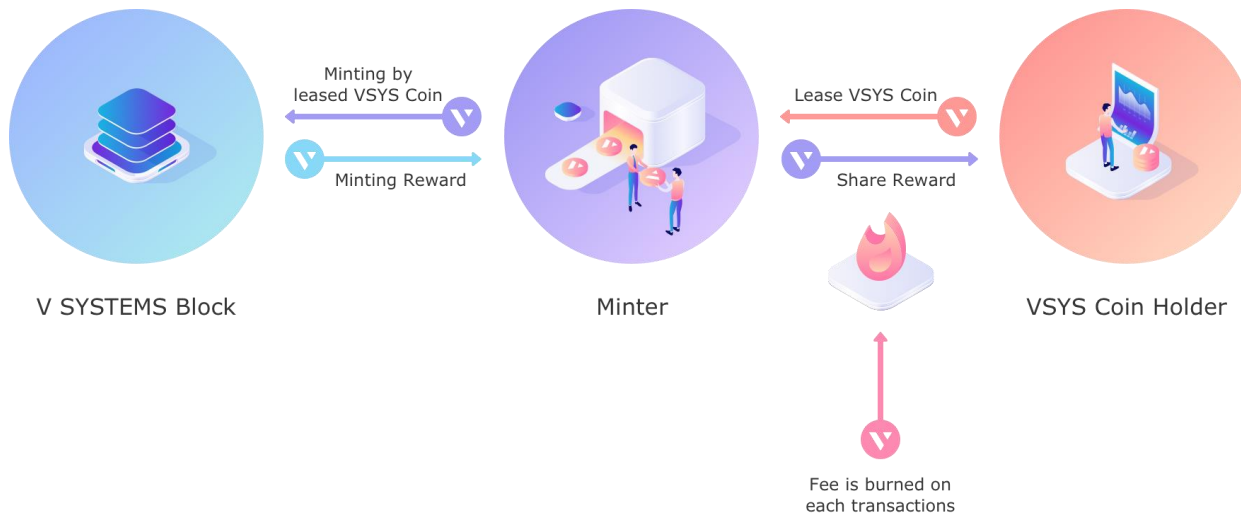 Minting by
leased VSYS Coin
Minting Reward
Lease VSYS Coin
Share Reward
V SYSTEMS Block
Minter
VSYS Coin Holder
Fee is burned on
each transactions